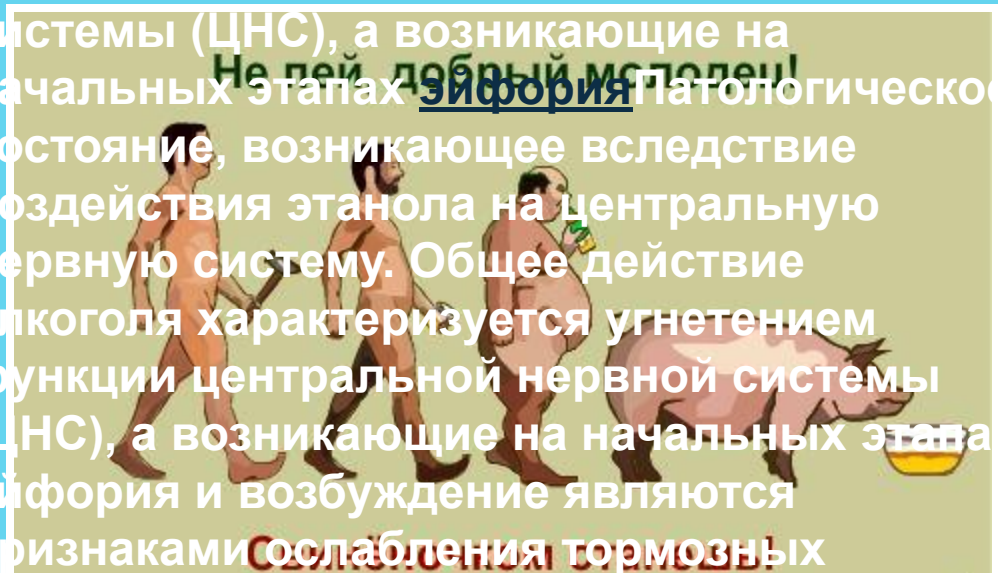 истемы (ЦНС), а возникающие на
Не пей, добрый молодец!
ачальных этапах эйфорияПатологическое
остояние, возникающее вследствие
оздействия этанола на центральную
ервную систему. Общее действие
лкоголя характеризуется угнетением
ункции центральной нервной системы
ЦНС), а возникающие на начальных этапа
йфория и возбуждение являются
ризнаками ослабления тормозных